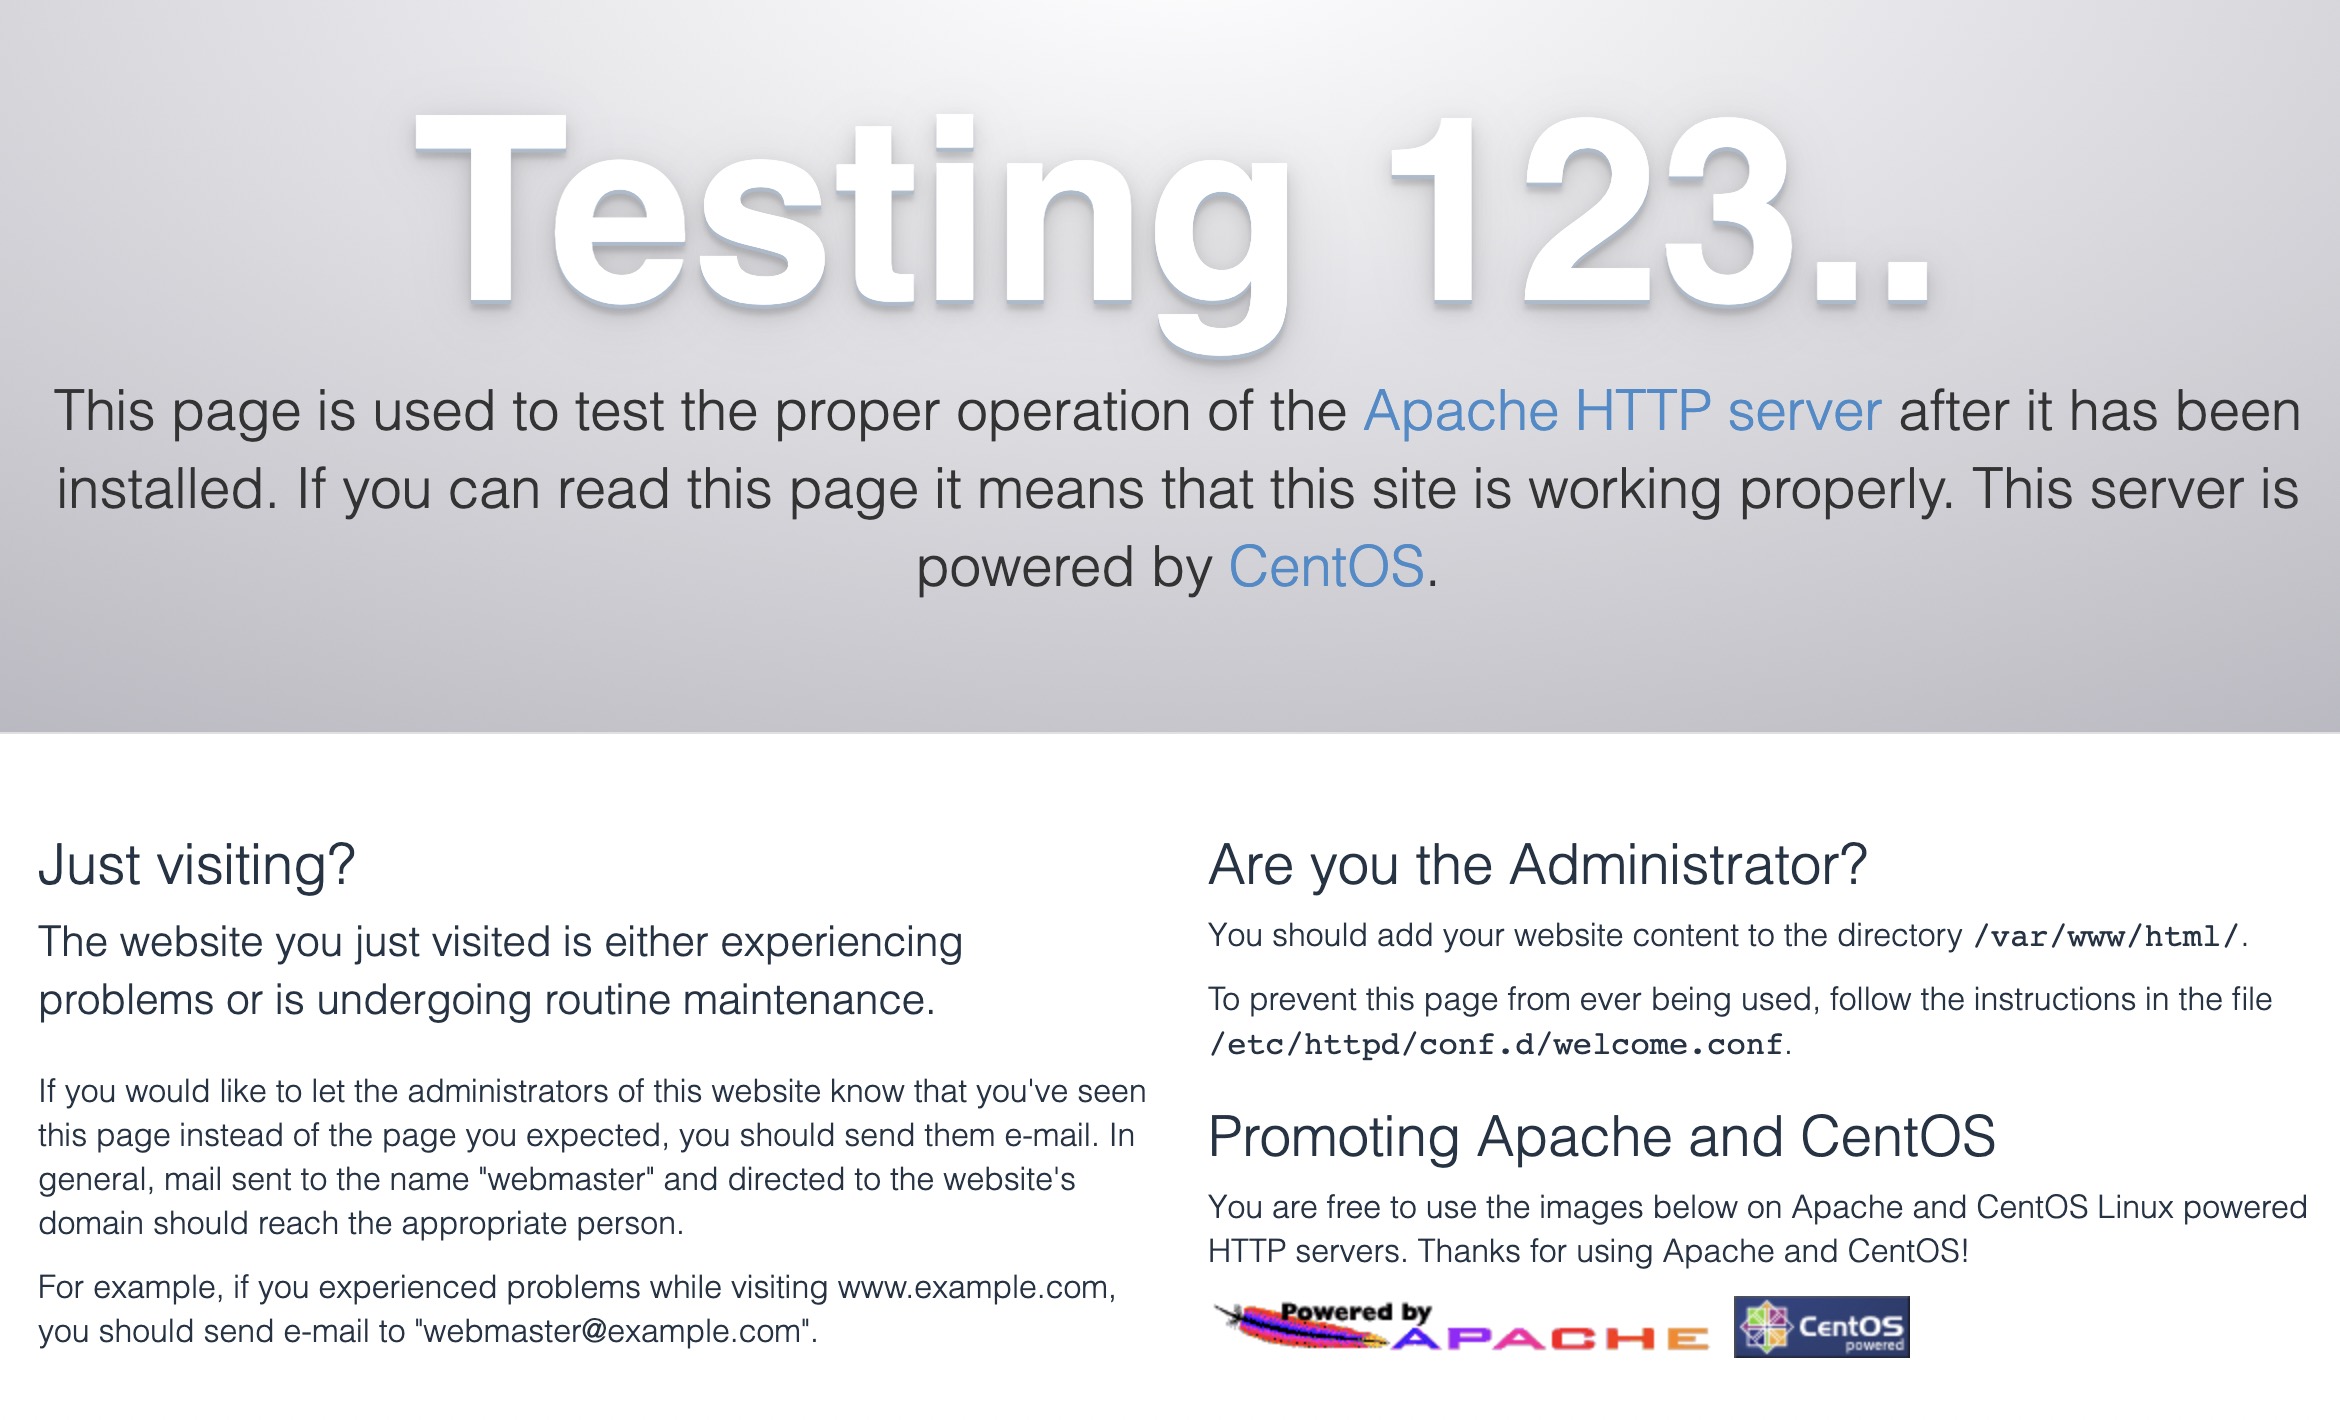 Testing 123..
This page is used to test the proper operation of the Apache HTTP server after it has been
installed. If you can read this page it means that this site is working properly. This server is
powered by CentOS.
Just visiting?
The website you just visited is either experiencing
problems or is undergoing routine maintenance.
If you would like to let the administrators of this website know that you've seen
this page instead of the page you expected, you should send them e-mail. In
general, mail sent to the name "webmaster" and directed to the website's
domain should reach the appropriate person.
For example, if you experienced problems while visiting www.example.com,
you should send e-mail to "webmaster@example.com".
Are you the Administrator?
You should add your website content to the directory /var/www/html/.
To prevent this page from ever being used, follow the instructions in the file
/etc/httpd/conf.d/welcome.conf.
Promoting Apache and CentOS
You are free to use the images below on Apache and CentOS Linux powered
HTTP servers. Thanks for using Apache and CentOS!
Powered by
APACHE
CentOS
powered